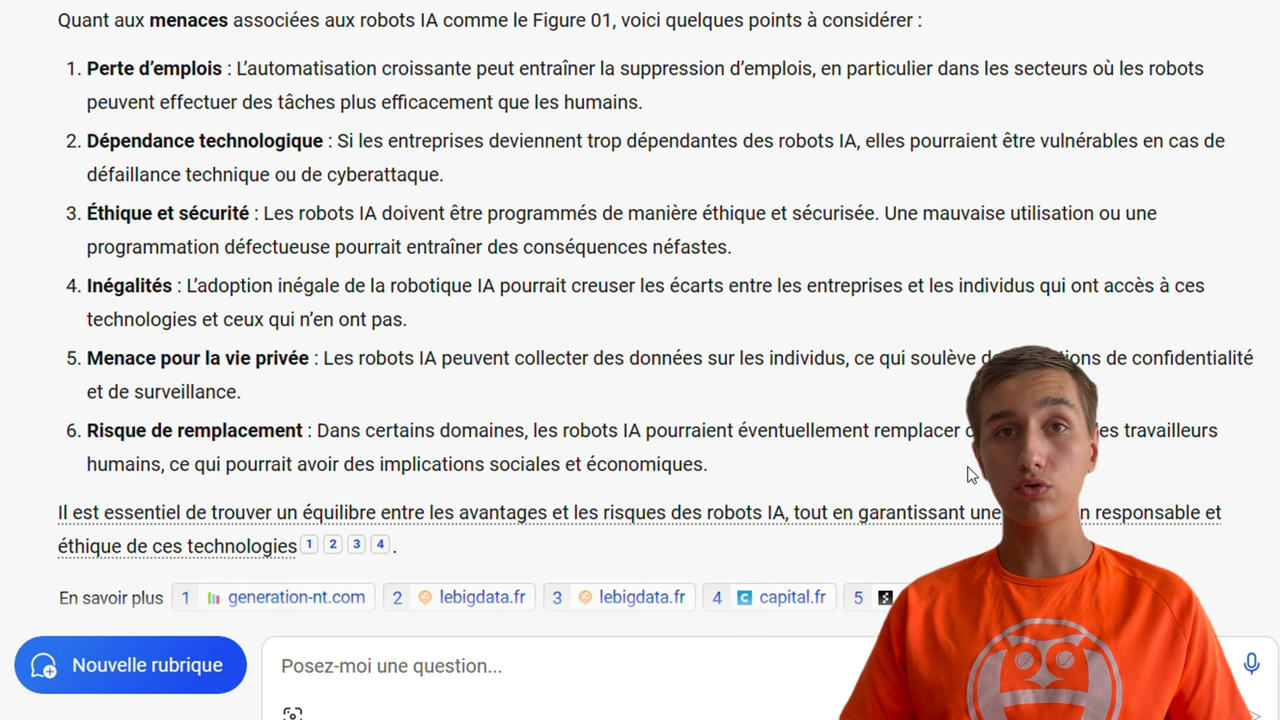 Quant aux menaces associées aux robots IA comme le Figure 01, voici quelques points à considérer :
1. Perte d’emplois : L’automatisation croissante peut entraîner la suppression d’emplois, en particulier dans les secteurs où les robots
peuvent effectuer des tâches plus efficacement que les humains.
2. Dépendance technologique : Si les entreprises deviennent trop dépendantes des robots IA, elles pourraient être vulnérables en cas de
défaillance technique ou de cyberattaque.
3. Éthique et sécurité : Les robots IA doivent être programmés de manière éthique et sécurisée. Une mauvaise utilisation ou une
programmation défectueuse pourrait entraîner des conséquences néfastes.
4. Inégalités : L’adoption inégale de la robotique IA pourrait creuser les écarts entre les entreprises et les individus qui ont accès à ces
technologies et ceux qui n’en ont pas.
5. Menace pour la vie privée : Les robots IA peuvent collecter des données sur les individus, ce qui soulève de confidentialité
et de surveillance.
6. Risque de remplacement : Dans certains domaines, les robots IA pourraient éventuellement remplacer travailleurs
humains, ce qui pourrait avoir des implications sociales et économiques.
Il est essentiel de trouver un équilibre entre les avantages et les risques des robots IA, tout en garantissant une responsable et
éthique de ces technologies 1 2 3 4 .
En savoir plus 1 generation-nt.com 2 lebigdata.fr 3 lebigdata.fr 4 capital.fr 5
Nouvelle rubrique
Posez-moi une question...